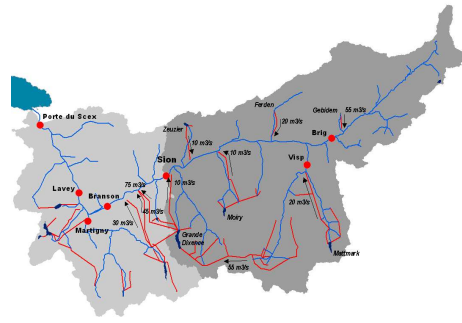 Ferden
Gebidem
55 m3/s
Porte du Scex
20 m3/s
Zeuzier
Brig
10 m3/s
Sion
10 m3/s
Visp
Lavey
75 m3/s
10 m3/s
Branson
45 m3/s
20 m3/s
Moiry
30 m3/s
Martigny
Grande
Dixence
Mattmark
55 m3/s